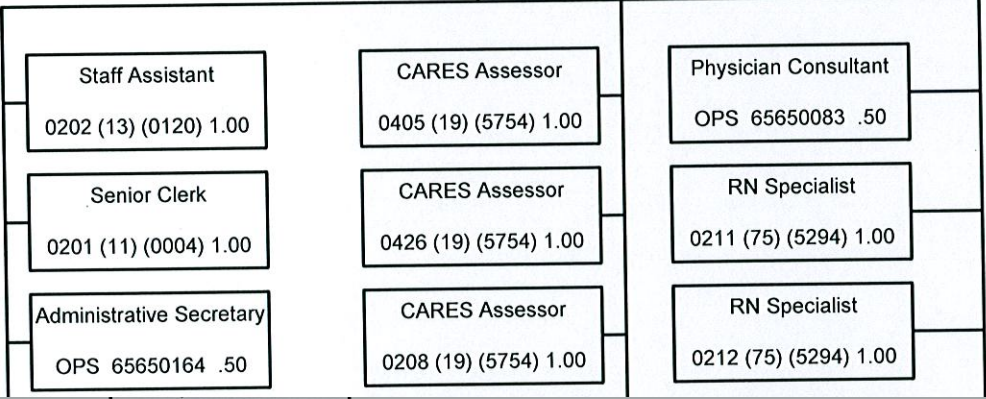 Staff Assistant
0202 (13) (0120) 1.00
Senior Clerk
0201 (11) (0004) 1.00
Administrative Secretary
OPS 65650164 .50
CARES Assessor
0405 (19) (5754) 1.00
CARES Assessor
0426 (19) (5754) 1.00
CARES Assessor
0208 (19) (5754) 1.00
Physician Consultant
OPS 65650083 .50
RN Specialist
0211 (75) (5294) 1.00
RN Specialist
0212 (75) (5294) 1.00